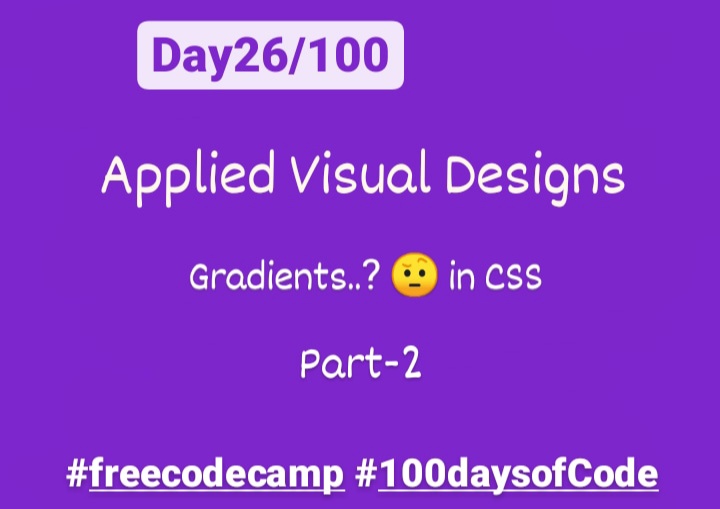 Day26/100
Applied Visual Designs
Gradients..? 🤨 in CSS
Part-2
#freecodecamp #100daysofCode